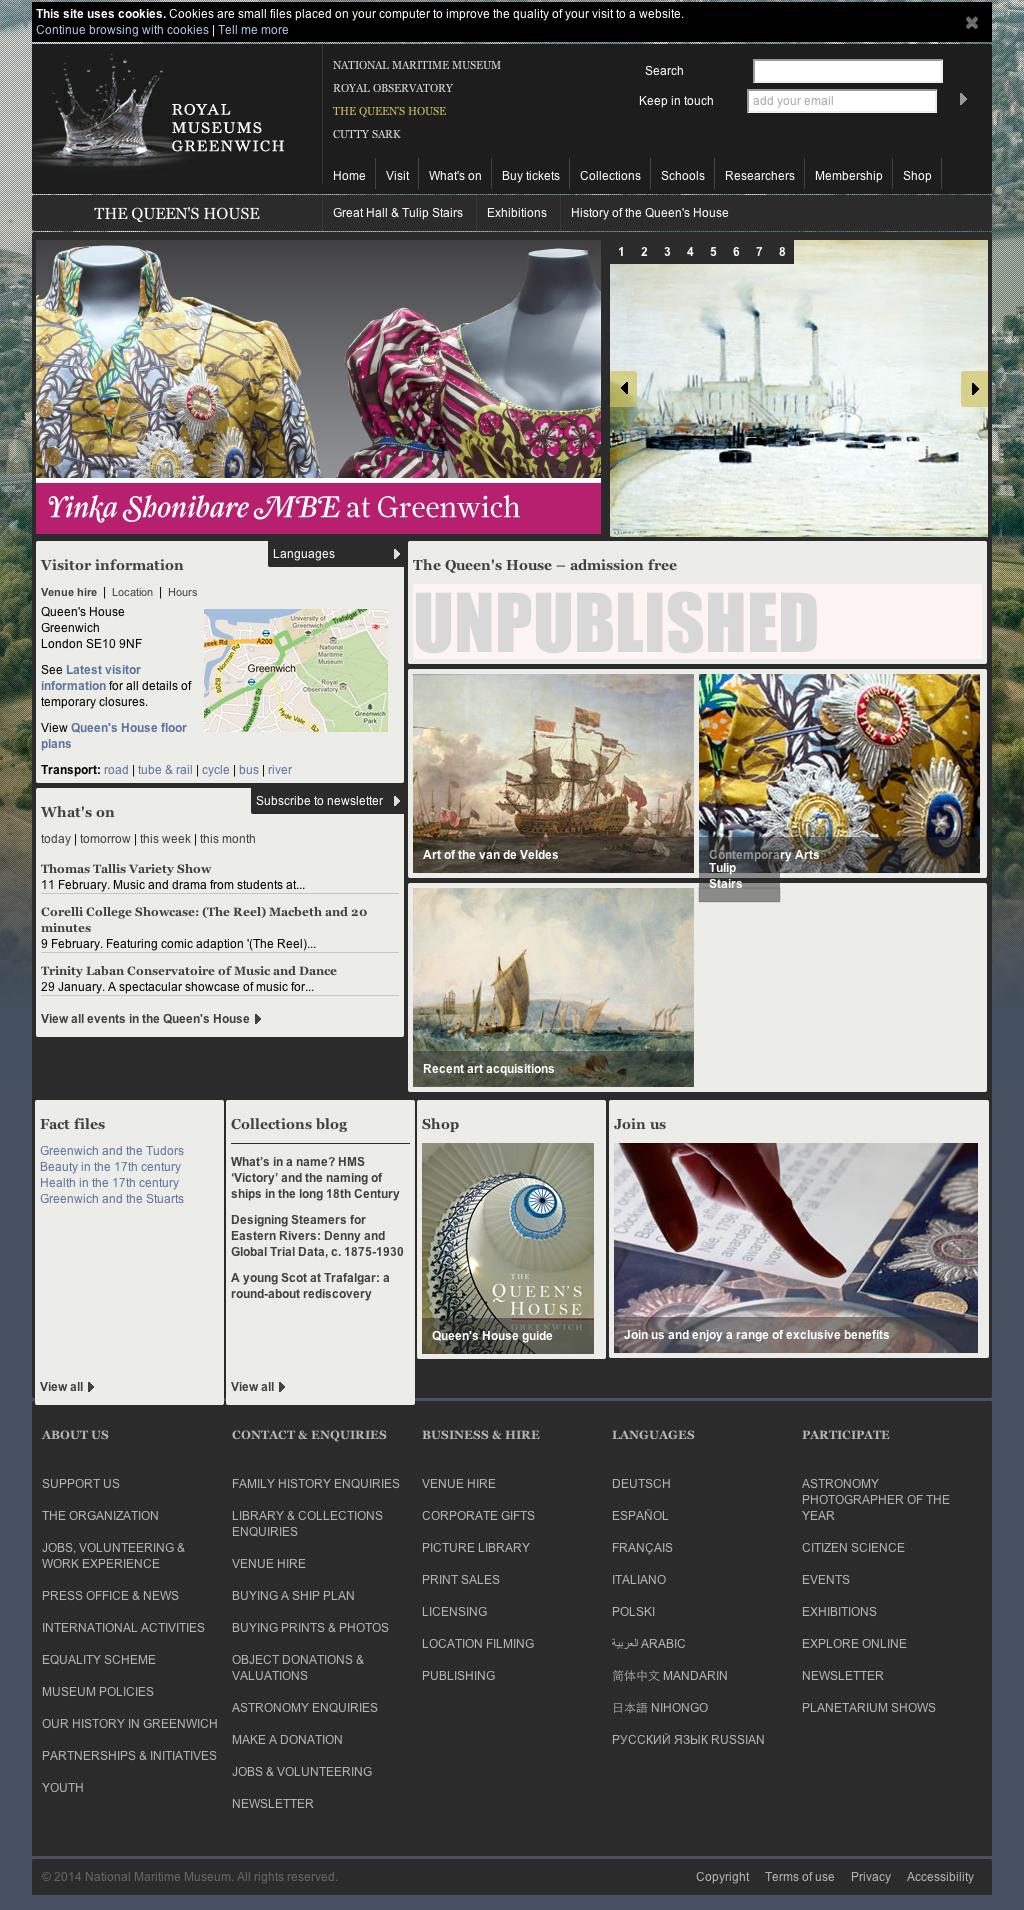 This site uses cookies. Cookies are small files placed on your computer to improve the quality of your visit to a website.
Continue browsing with cookies | Tell me more
ROYAL
MUSEUMS
GREENWICH
NATIONAL MARITIME MUSEUM
ROYAL OBSERVATORY
THE QUEEN'S HOUSE
CUTTY SARK
Search
Keep in touch add your email
Home Visit What's on Buy tickets Collections Schools Researchers Membership Shop
THE QUEEN'S HOUSE
Great Hall & Tulip Stairs Exhibitions History of the Queen's House
1 2 3 4 5 6 7 8
Yinka Shonibare MBE at Greenwich
Languages
Visitor information
Venue hire | Location | Hours
Queen's House
Greenwich
London SE10 9NF
See Latest visitor
information for all details of
temporary closures.
View Queen's House floor
plans
Transport: road | tube & rail | cycle | bus | river
University of
Greenwich
Trafalgar R
reek Rd
A200
Norman Rd
National
Maritime
Museum
Greenwich
B208
Royal
Observatory
Greenwich
Park
The Queen's House – admission free
UNPUBLISHED
Art of the van de Veldes
Contemporary Arts
Tulip
Stairs
Recent art acquisitions
Subscribe to newsletter
What's on
today | tomorrow | this week | this month
Thomas Tallis Variety Show
11 February. Music and drama from students at...
Corelli College Showcase: (The Reel) Macbeth and 20
minutes
9 February. Featuring comic adaption '(The Reel)...
Trinity Laban Conservatoire of Music and Dance
29 January. A spectacular showcase of music for...
View all events in the Queen's House
Fact files
Greenwich and the Tudors
Beauty in the 17th century
Health in the 17th century
Greenwich and the Stuarts
View all
Collections blog
What's in a name? HMS
‘Victory’ and the naming of
ships in the long 18th Century
Designing Steamers for
Eastern Rivers: Denny and
Global Trial Data, c. 1875-1930
A young Scot at Trafalgar: a
round-about rediscovery
View all
Shop
THE
QUEEN'S
HOUSE
GREENWICH
Queen's House guide
Join us
Join us and enjoy a range of exclusive benefits
ABOUT US
SUPPORT US
THE ORGANIZATION
JOBS, VOLUNTEERING &
WORK EXPERIENCE
PRESS OFFICE & NEWS
INTERNATIONAL ACTIVITIES
EQUALITY SCHEME
MUSEUM POLICIES
OUR HISTORY IN GREENWICH
PARTNERSHIPS & INITIATIVES
YOUTH
CONTACT & ENQUIRIES
FAMILY HISTORY ENQUIRIES
LIBRARY & COLLECTIONS
ENQUIRIES
VENUE HIRE
BUYING A SHIP PLAN
BUYING PRINTS & PHOTOS
OBJECT DONATIONS &
VALUATIONS
ASTRONOMY ENQUIRIES
MAKE A DONATION
JOBS & VOLUNTEERING
NEWSLETTER
BUSINESS & HIRE
VENUE HIRE
CORPORATE GIFTS
PICTURE LIBRARY
PRINT SALES
LICENSING
LOCATION FILMING
PUBLISHING
LANGUAGES
DEUTSCH
ESPAÑOL
FRANÇAIS
ITALIANO
POLSKI
العربية ARABIC
简体中文 MANDARIN
日本語 NIHONGO
РУССКИЙ ЯЗЫК RUSSIAN
PARTICIPATE
ASTRONOMY
PHOTOGRAPHER OF THE
YEAR
CITIZEN SCIENCE
EVENTS
EXHIBITIONS
EXPLORE ONLINE
NEWSLETTER
PLANETARIUM SHOWS
© 2014 National Maritime Museum. All rights reserved.
Copyright Terms of use Privacy Accessibility